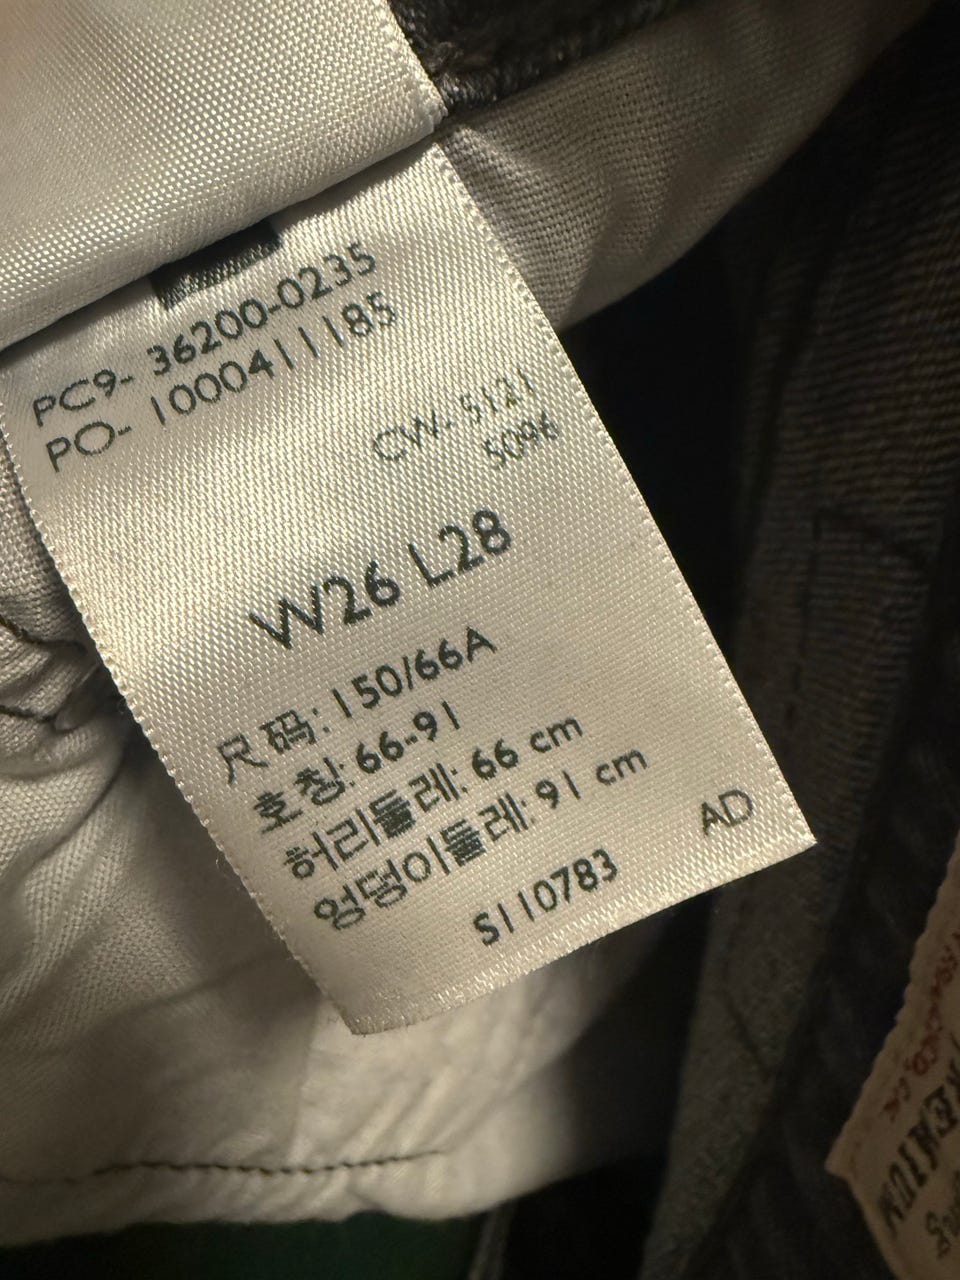 PC9- 36200-0235
PO- 1000411185
CW- 5121
5096
W26 L28
尺码: 150/66A
호칭: 66-91
허리둘레: 66 cm
엉덩이둘레: 91 cm
AD
S110783